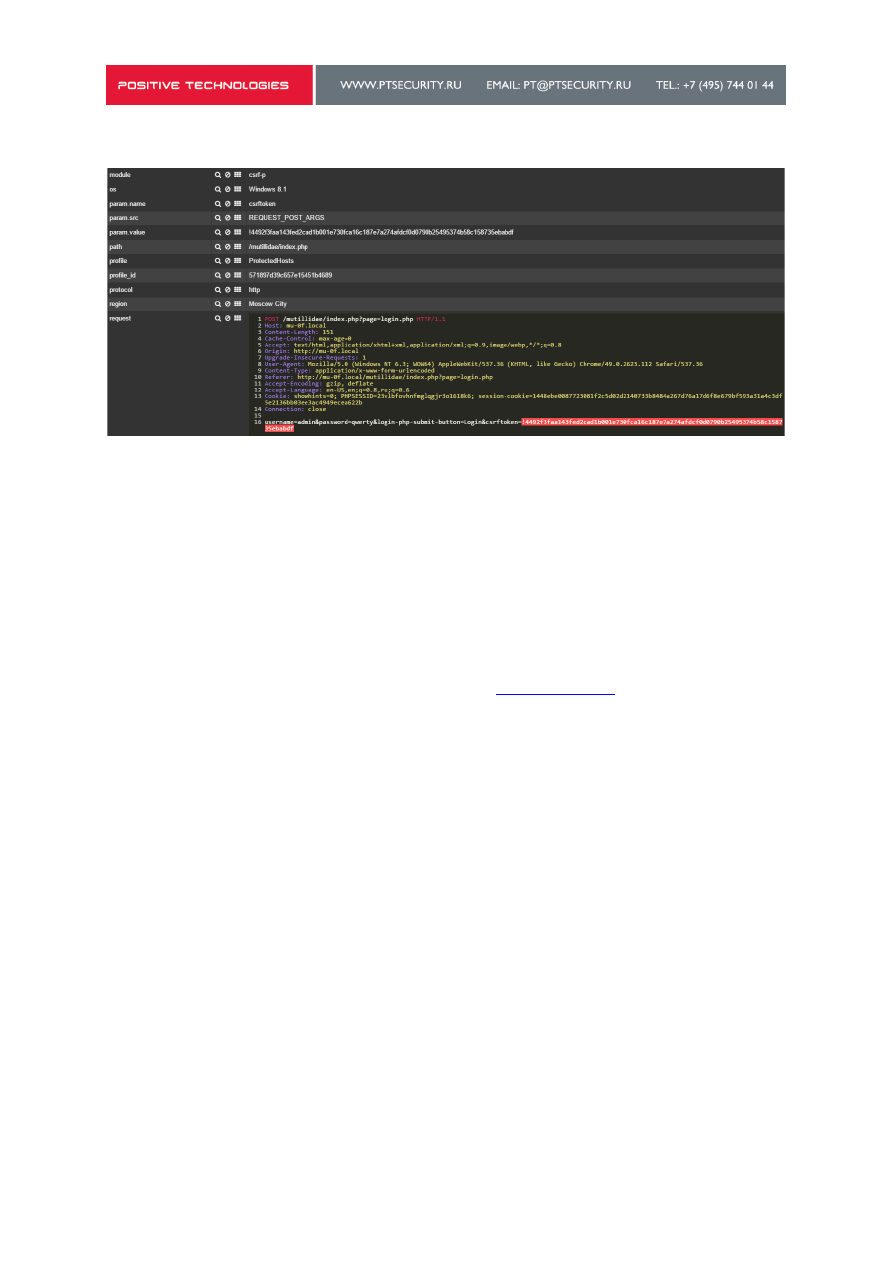 POSITIVE TECHNOLOGIES WWW.PTSECURITY.RU EMAIL: PT@PTSECURITY.RU TEL.: +7 (495) 744 01 44
module csrf-p
os Windows 8.1
param.name csrftoken
param.src REQUEST_POST_ARGS
param.value
path /mutillidae/index.php
profile ProtectedHosts
profile_id 571897d39c657e15451b4689
protocol http
region Moscow City
request
1 POST /mutillidae/index.php?page=login.php HTTP/1.1
2 Host: mu-0f.local
3 Content-Length: 151
4 Cache-Control: max-age=0
5 Accept: text/html,application/xhtml+xml,application/xml;q=0.9,image/webp,*/*;q=0.8
6 Origin: http://mu-0f.local
7 Upgrade-Insecure-Requests: 1
8 User-Agent: Mozilla/5.0 (Windows NT 6.3; WOW64) AppleWebKit/537.36 (KHTML, like Gecko) Chrome/49.0.2623.112 Safari/537.36
9 Content-Type: application/x-www-form-urlencoded
10 Referer: http://mu-0f.local/mutillidae/index.php?page=login.php
11 Accept-Encoding: gzip, deflate
12 Accept-Language: en-US,en;q=0.8,ru;q=0.6
13 Cookie: showhints=0;
14 Connection: close
15
16 username=admin&password=qwerty&login-php-submit-button=Login&csrftoken=
35ebabdf